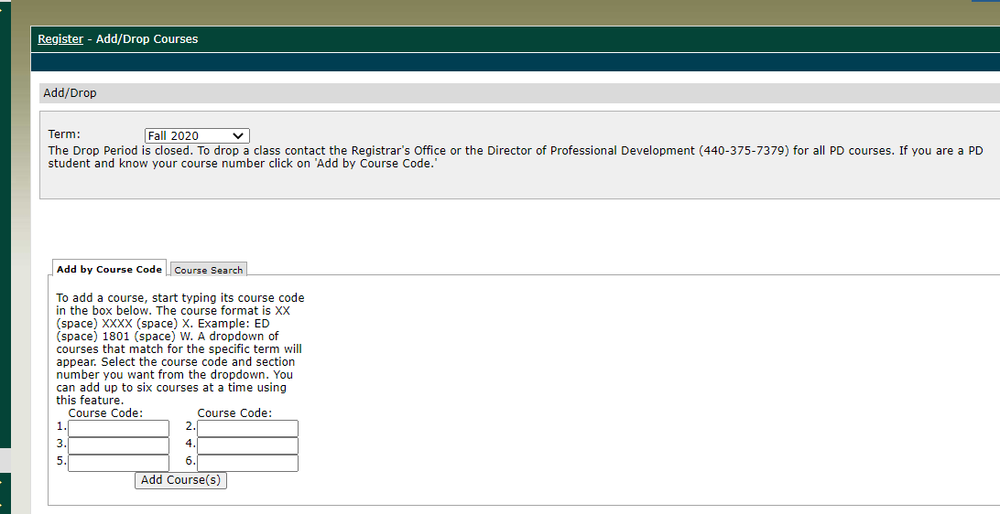 Register - Add/Drop Courses
Add/Drop
Term: Fall 2020
The Drop Period is closed. To drop a class contact the Registrar's Office or the Director of Professional Development (440-375-7379) for all PD courses. If you are a PD
student and know your course number click on 'Add by Course Code.'
Add by Course Code Course Search
To add a course, start typing its course code
in the box below. The course format is XX
(space) XXXX (space) X. Example: ED
(space) 1801 (space) W. A dropdown of
courses that match for the specific term will
appear. Select the course code and section
number you want from the dropdown. You
can add up to six courses at a time using
this feature.
Course Code: Course Code:
1. 2.
3. 4.
5. 6.
Add Course(s)